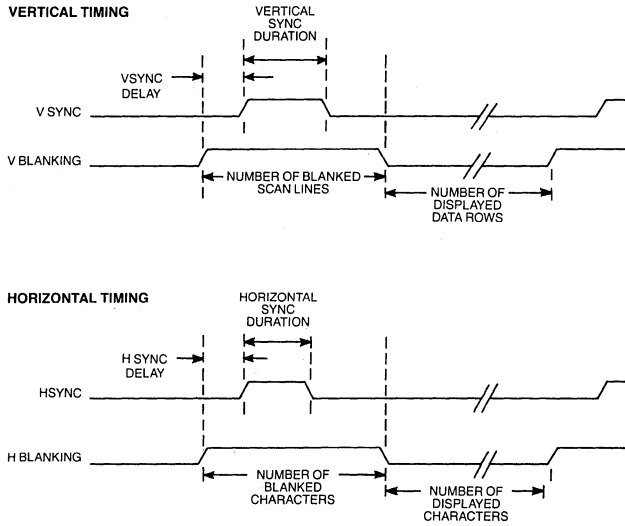 VERTICAL TIMING
VERTICAL
SYNC
DURATION
VSYNC
DELAY
V SYNC
V BLANKING
NUMBER OF BLANKED
SCAN LINES
NUMBER OF
DISPLAYED
DATA ROWS
HORIZONTAL TIMING
HORIZONTAL
SYNC
DURATION
H SYNC
DELAY
HSYNC
H BLANKING
NUMBER OF
BLANKED
CHARACTERS
NUMBER OF
DISPLAYED
CHARACTERS